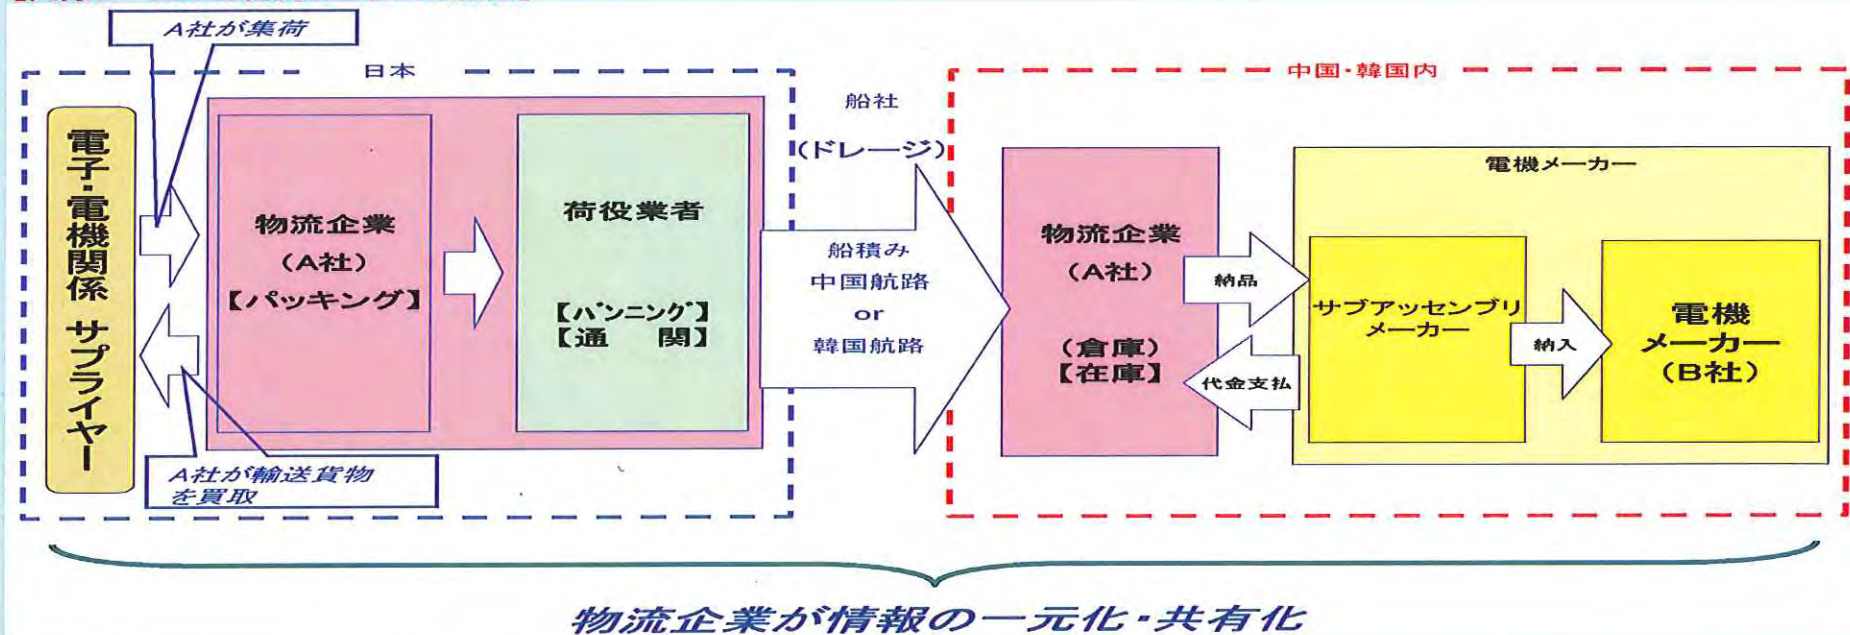 A社が集荷
日本
中国・韓国内
電子・電機関係 サプライヤー
物流企業
(A社)
【パッキング】
荷役業者
【バンニング】
【通　関】
A社が輸送貨物
を買取
船社
(ドレージ)
船積み
中国航路
or
韓国航路
物流企業
(A社)
(倉庫)
【在庫】
納品
代金支払
電機メーカー
サブアッセンブリ
メーカー
納入
電機
メーカー
(B社)
物流企業が情報の一元化・共有化